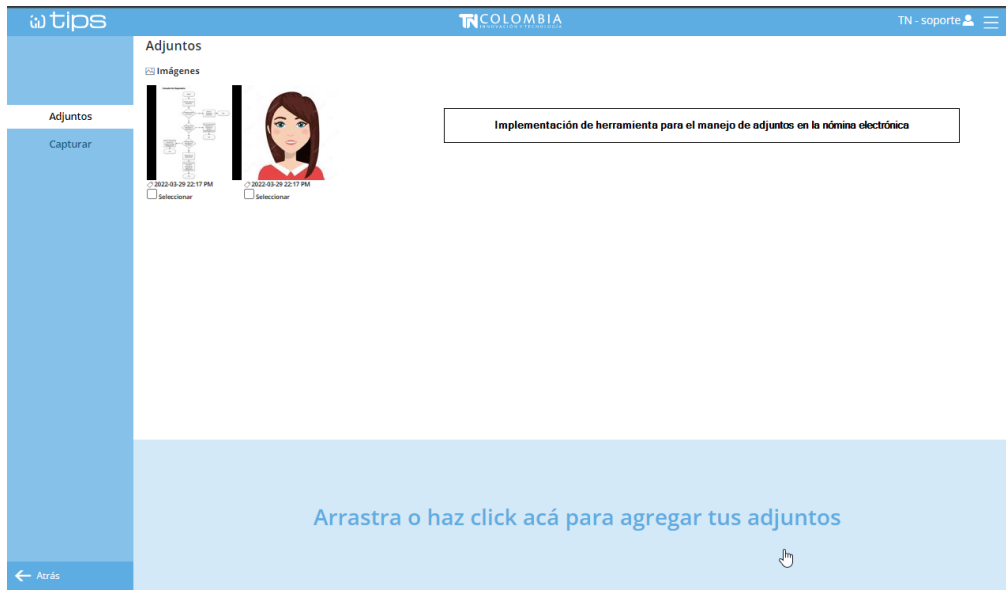 tips
TN COLOMBIA
INNOVACIÓN Y TECNOLOGÍA
TN - soporte
Adjuntos
Imágenes
Adjuntos
Capturar
2022-03-29 22:17 PM
Seleccionar
2022-03-29 22:17 PM
Seleccionar
Implementación de herramienta para el manejo de adjuntos en la nómina electrónica
Arrastra o haz click acá para agregar tus adjuntos
Atrás